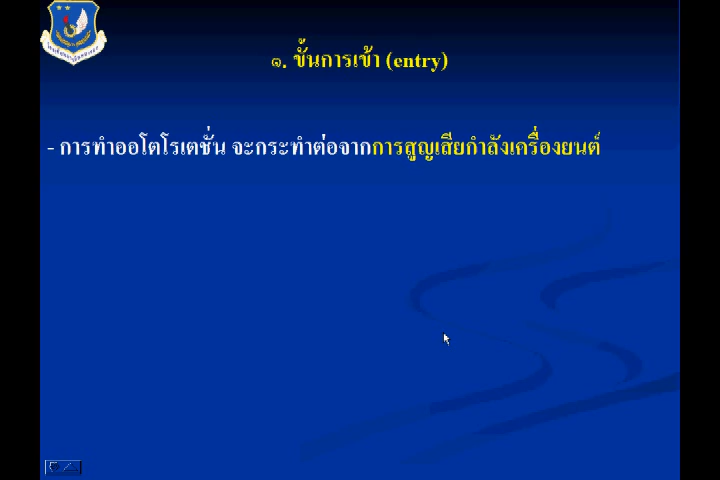 ๑. ขั้นการเข้า (entry)
- การทำออโตโรเตชั่น จะกระทำต่อจากการสูญเสียกำลังเครื่องยนต์